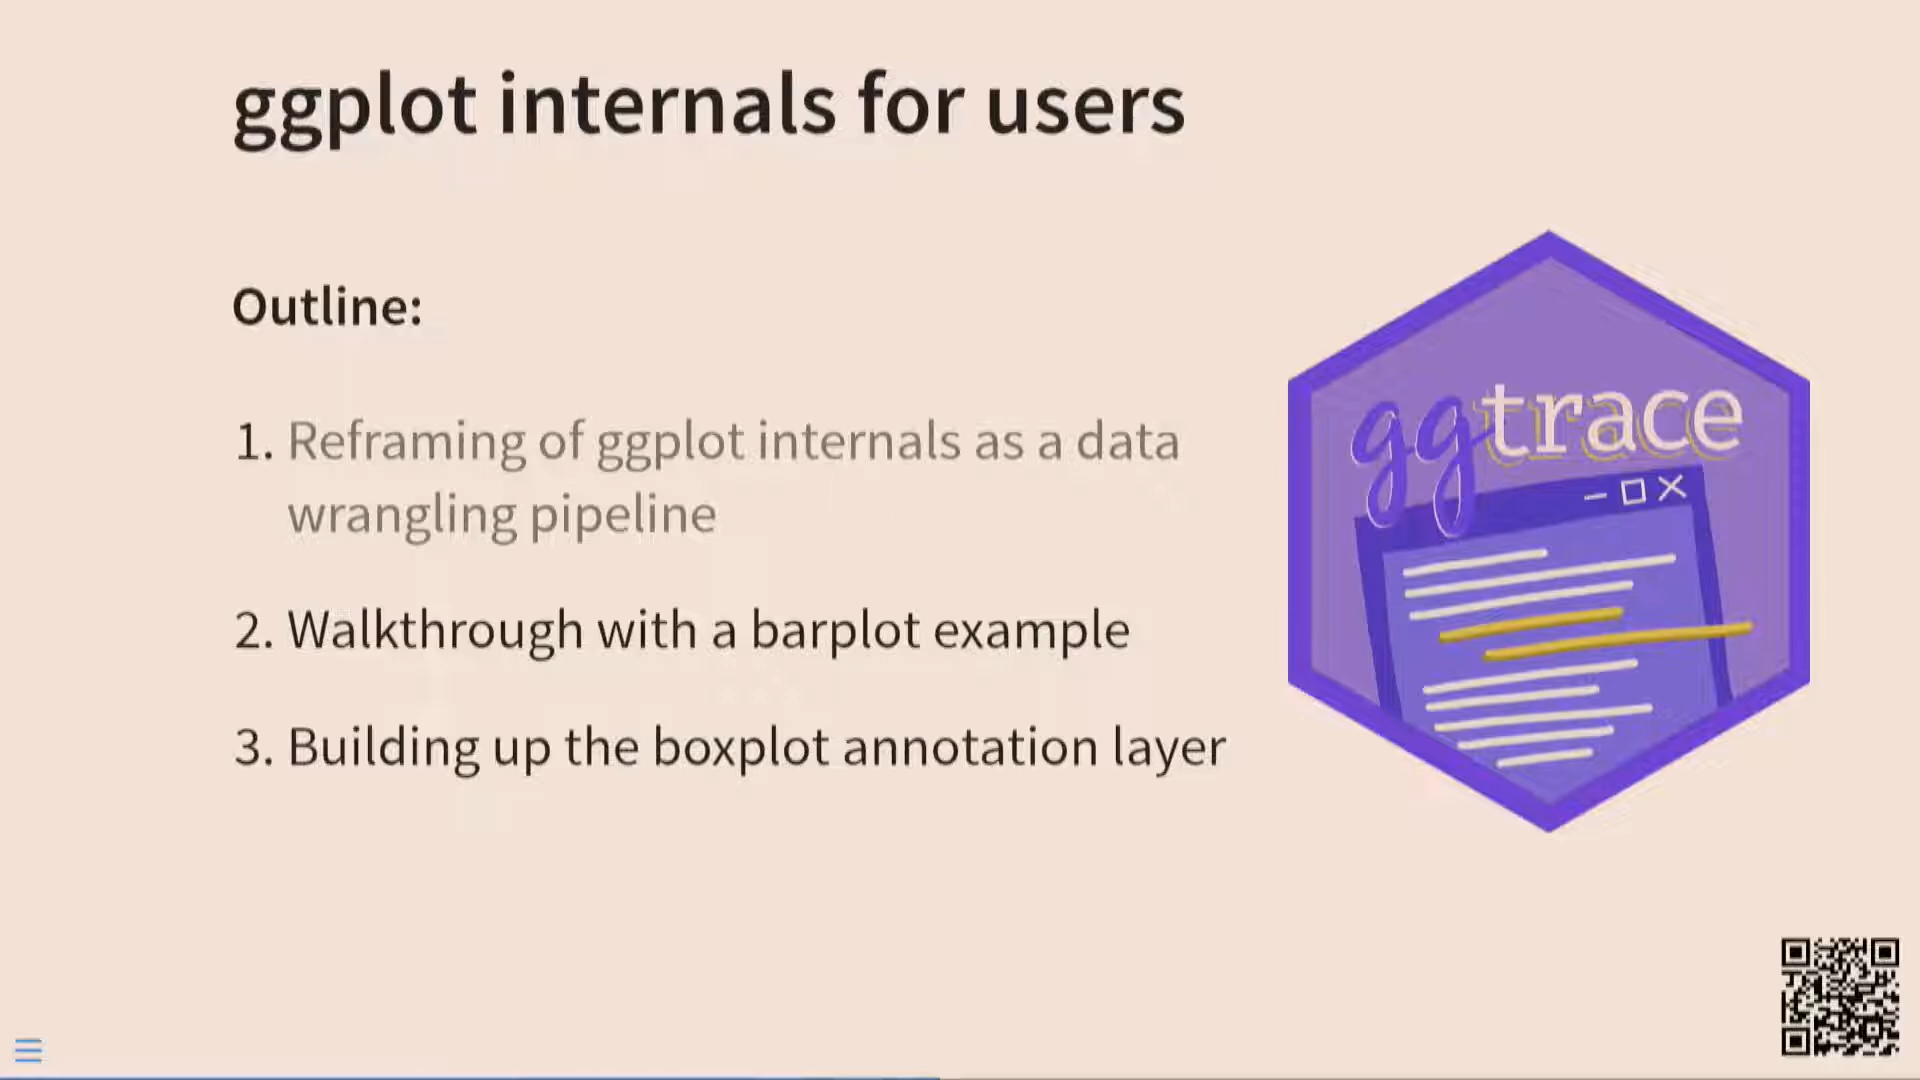 ggplot internals for users
Outline:
1. Reframing of ggplot internals as a data
wrangling pipeline
2. Walkthrough with a barplot example
3. Building up the boxplot annotation layer
ggtrace